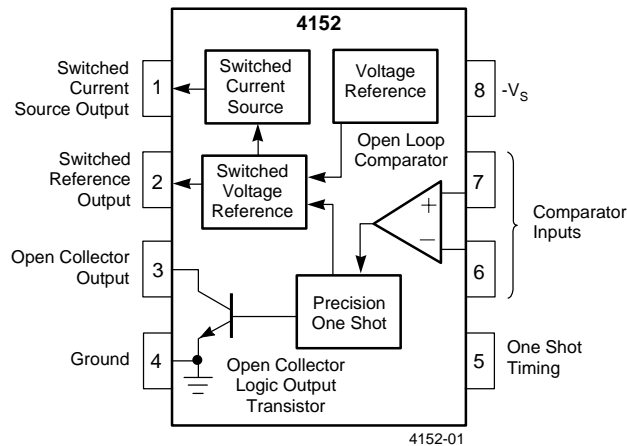 4152
Switched
Current
Source Output
1
Switched
Current
Source
Voltage
Reference
8
-VS
Switched
Reference
Output
2
Switched
Voltage
Reference
Open Loop
Comparator
7
+
−
Comparator
Inputs
6
Open Collector
Output
3
Precision
One Shot
Ground
4
Open Collector
Logic Output
Transistor
5
One Shot
Timing
4152-01